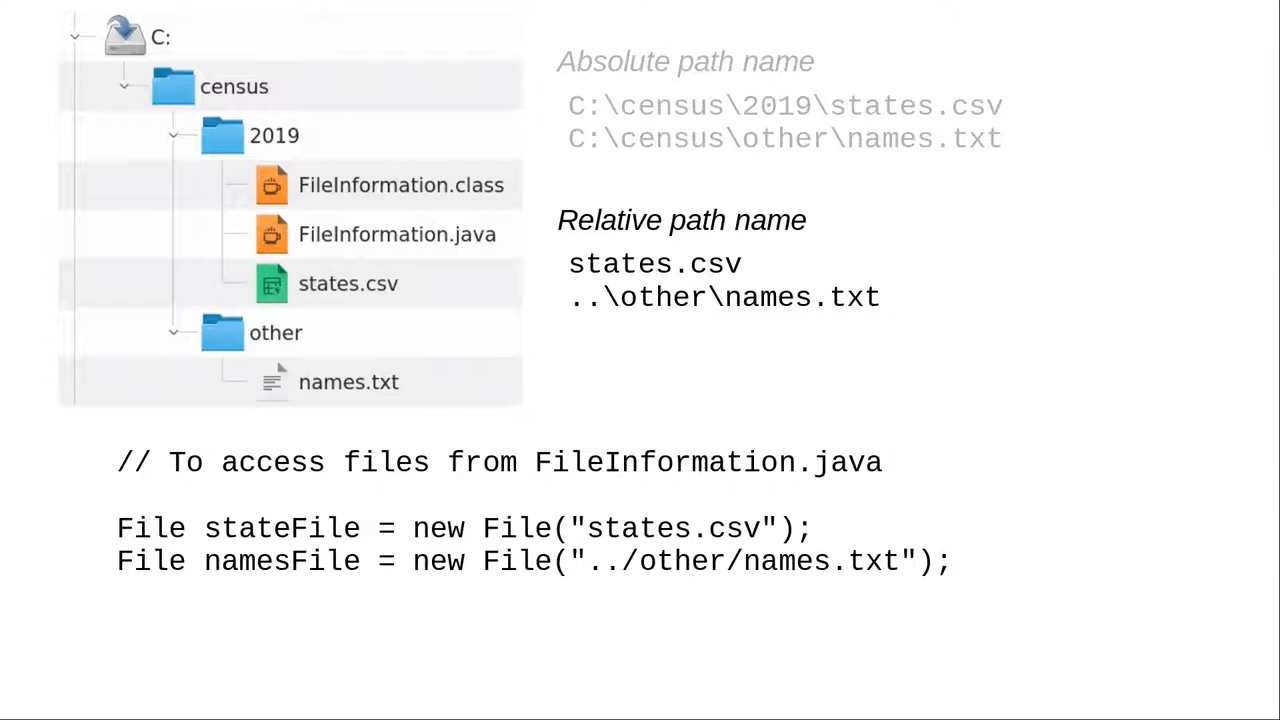 C:
census
2019
FileInformation.class
FileInformation.java
states.csv
other
names.txt
Absolute path name
C:\census\2019\states.csv
C:\census\other\names.txt
Relative path name
states.csv
..\other\names.txt
// To access files from FileInformation.java
File stateFile = new File("states.csv");
File namesFile = new File("../other/names.txt");